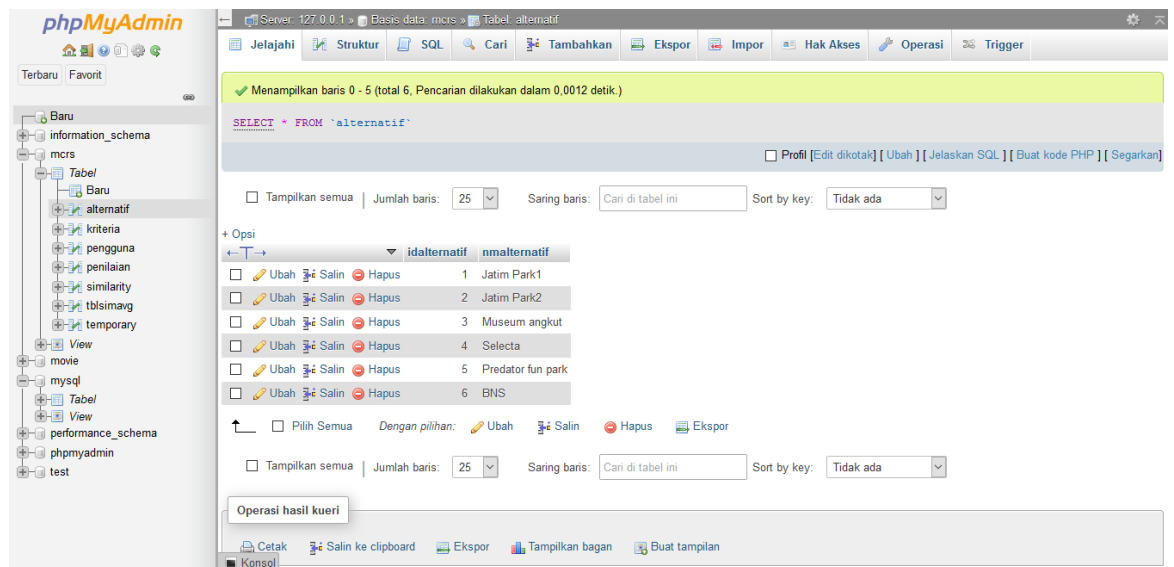 phpMyAdmin
Terbaru Favorit
Baru
information_schema
mcrs
Tabel
Baru
alternatif
kriteria
pengguna
penilaian
similarity
tblsimavg
temporary
View
movie
mysql
Tabel
View
performance_schema
phpmyadmin
test
Server: 127.0.0.1 » Basis data: mcrs » Tabel: alternatif
Jelajahi Struktur SQL Cari Tambahkan Ekspor Impor Hak Akses Operasi Trigger
Menampilkan baris 0 - 5 (total 6, Pencarian dilakukan dalam 0,0012 detik.)
SELECT * FROM `alternatif`
Profil [Edit dikotak] [ Ubah ] [ Jelaskan SQL ] [ Buat kode PHP ] [ Segarkan]
Tampilkan semua | Jumlah baris: 25 Saring baris: Cari di tabel ini Sort by key: Tidak ada
+ Opsi
←T→ idalternatif nmalternatif
Ubah Salin Hapus 1 Jatim Park1
Ubah Salin Hapus 2 Jatim Park2
Ubah Salin Hapus 3 Museum angkut
Ubah Salin Hapus 4 Selecta
Ubah Salin Hapus 5 Predator fun park
Ubah Salin Hapus 6 BNS
Pilih Semua Dengan pilihan: Ubah Salin Hapus Ekspor
Tampilkan semua | Jumlah baris: 25 Saring baris: Cari di tabel ini Sort by key: Tidak ada
Operasi hasil kueri
Cetak Salin ke clipboard Ekspor Tampilkan bagan Buat tampilan
Konsol